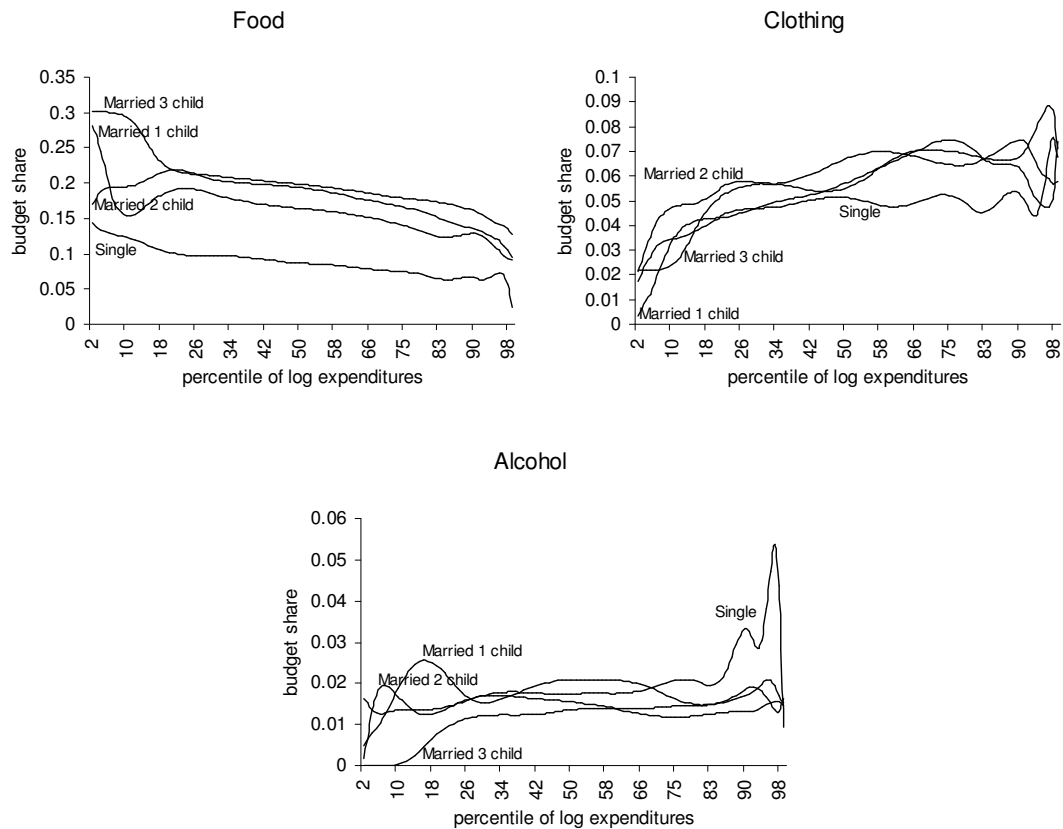 Food
0.35
0.3
0.25
0.2
0.15
0.1
0.05
0
budget share
Married 3 child
Married 1 child
Married 2 child
Single
2 10 18 26 34 42 50 58 66 75 83 90 98
percentile of log expenditures
Clothing
0.1
0.09
0.08
0.07
0.06
0.05
0.04
0.03
0.02
0.01
0
budget share
Married 2 child
Single
Married 3 child
Married 1 child
2 10 18 26 34 42 50 58 66 75 83 90 98
percentile of log expenditures
Alcohol
0.06
0.05
0.04
0.03
0.02
0.01
0
budget share
Single
Married 1 child
Married 2 child
Married 3 child
2 10 18 26 34 42 50 58 66 75 83 90 98
percentile of log expenditures